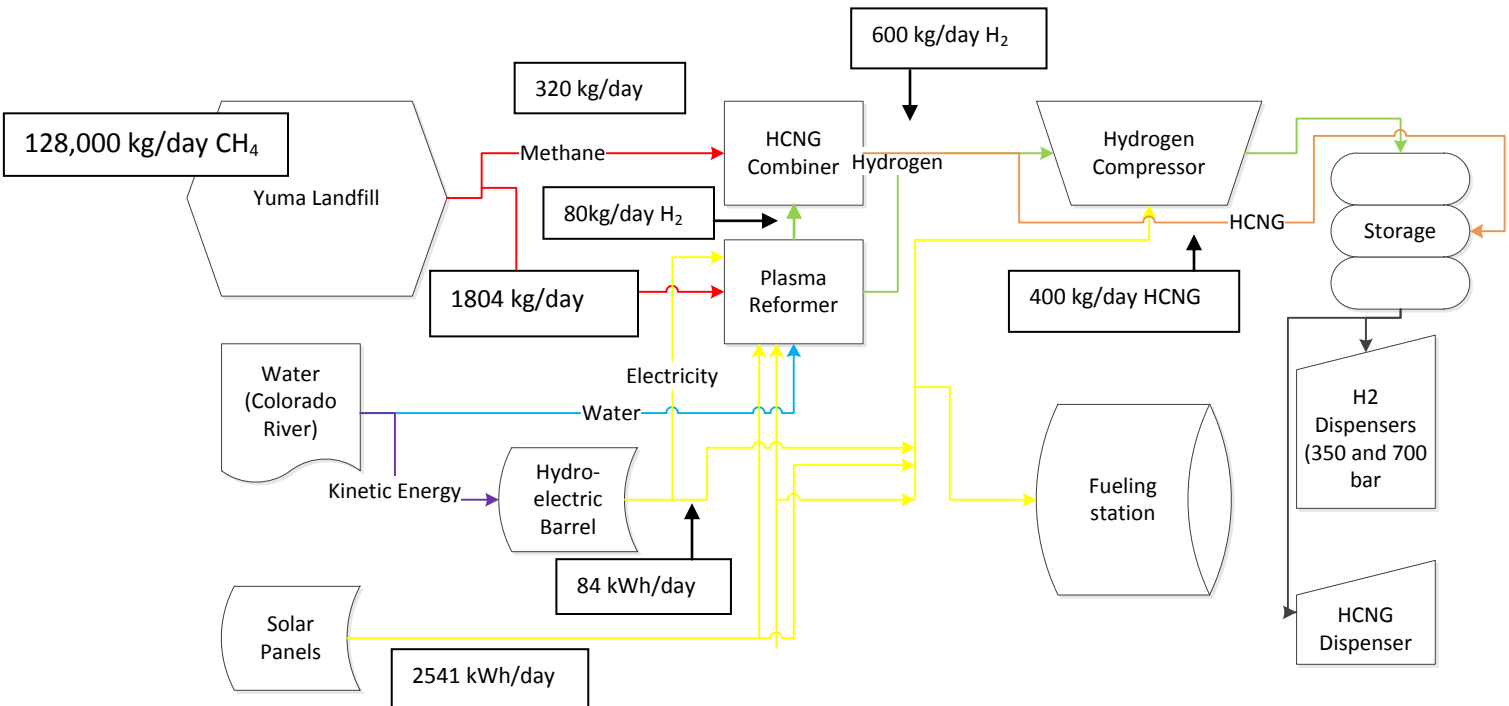 600 kg/day H₂
320 kg/day
128,000 kg/day CH₄
Yuma Landfill
Methane
HCNG
Combiner
Hydrogen
Hydrogen
Compressor
80kg/day H₂
HCNG
Storage
1804 kg/day
Plasma
Reformer
400 kg/day HCNG
Water
(Colorado
River)
Electricity
Water
Kinetic Energy
Hydro-
electric
Barrel
Fueling
station
H2
Dispensers
(350 and 700
bar
84 kWh/day
Solar
Panels
2541 kWh/day
HCNG
Dispenser